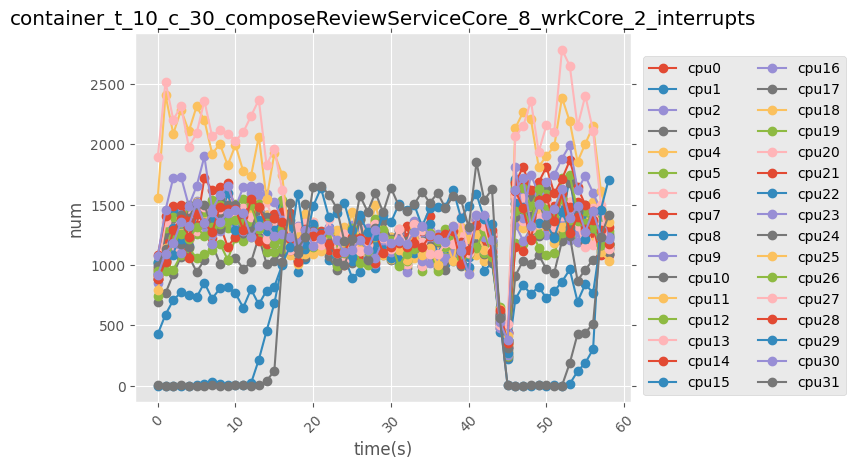 container_t_10_c_30_composeReviewServiceCore_8_wrkCore_2_interrupts
num
2500
2000
1500
1000
500
0
0
10
20
30
40
50
60
time(s)
cpu0
cpu1
cpu2
cpu3
cpu4
cpu5
cpu6
cpu7
cpu8
cpu9
cpu10
cpu11
cpu12
cpu13
cpu14
cpu15
cpu16
cpu17
cpu18
cpu19
cpu20
cpu21
cpu22
cpu23
cpu24
cpu25
cpu26
cpu27
cpu28
cpu29
cpu30
cpu31